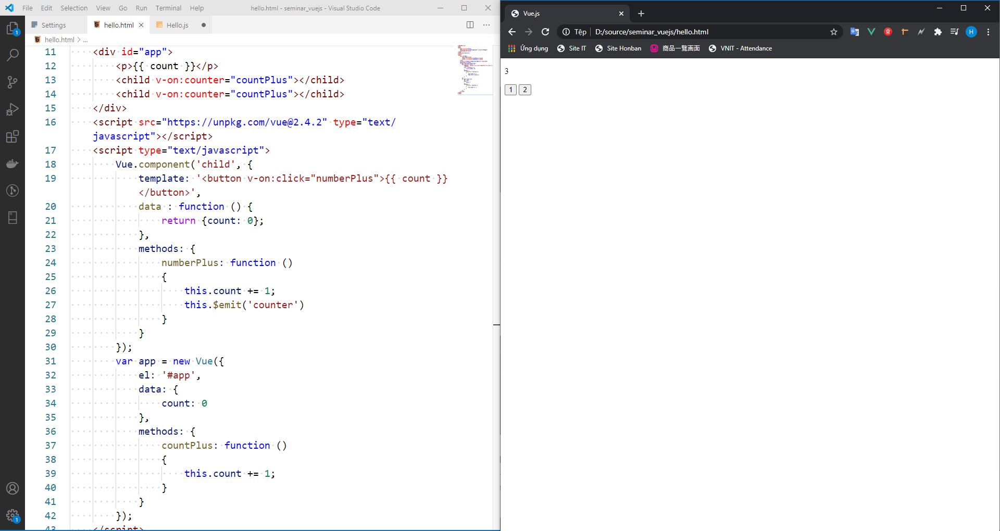 File Edit Selection View Go Run Terminal Help hello.html - seminar_vuejs - Visual Studio Code
1
Settings hello.html Hello.js
hello.html > ...
11 <div id="app">
12 <p>{{ count }}</p>
13 <child v-on:counter="countPlus"></child>
14 <child v-on:counter="countPlus"></child>
15 </div>
16 <script src="https://unpkg.com/vue@2.4.2" type="text/
javascript"></script>
17 <script type="text/javascript">
18 Vue.component('child', {
19 template: '<button v-on:click="numberPlus">{{ count }}
</button>',
20 data : function () {
21 return {count: 0};
22 },
23 methods: {
24 numberPlus: function ()
25 {
26 this.count += 1;
27 this.$emit('counter')
28 }
29 }
30 });
31 var app = new Vue({
32 el: '#app',
33 data: {
34 count: 0
35 },
36 methods: {
37 countPlus: function ()
38 {
39 this.count += 1;
40 }
41 }
42 });
43 </script>
1
Vue.js
Tệp D:/source/seminar_vuejs/hello.html H
Ứng dụng Site IT Site Honban 商品一覧画面 VNIT - Attendance
3
1 2